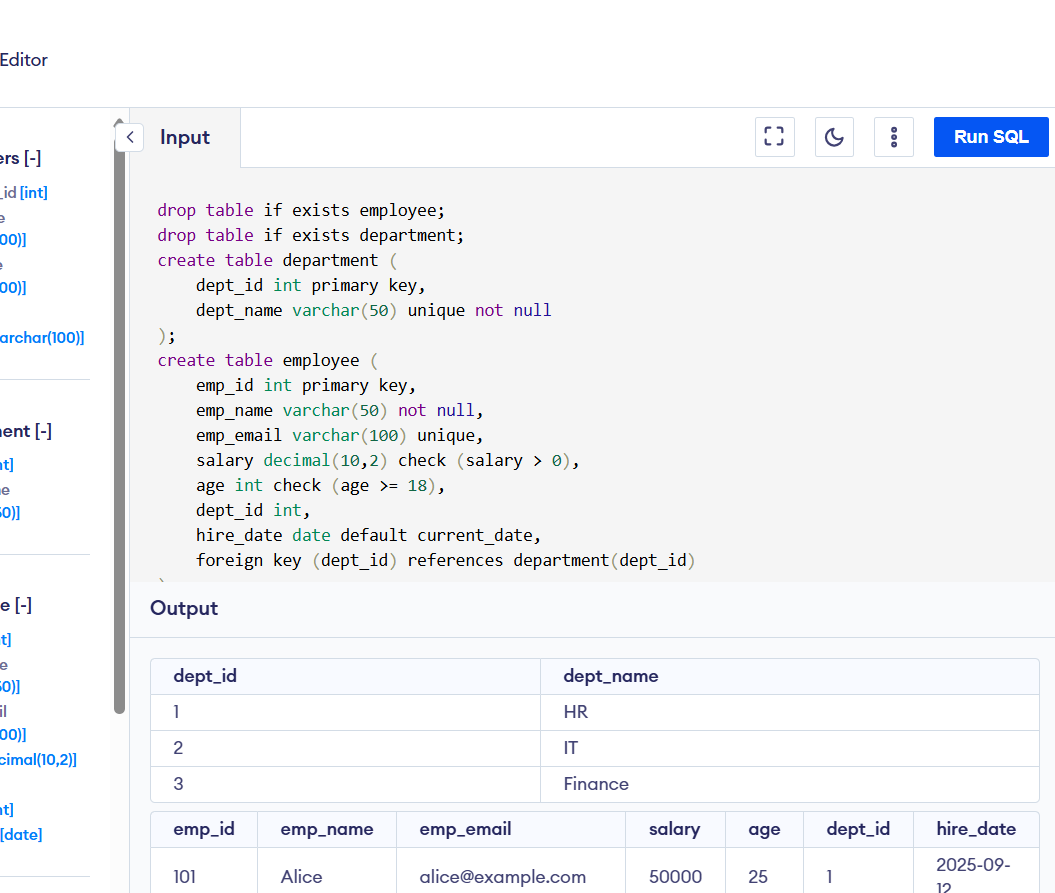 Editor
ers [-]
_id [int]
e
00)]
e
00)]
archar(100)]
ent [-]
nt]
ne
50)]
e [-]
t]
e
50)]
il
00)]
cimal(10,2)]
nt]
[date]
Input
Run SQL
drop table if exists employee;
drop table if exists department;
create table department (
    dept_id int primary key,
    dept_name varchar(50) unique not null
);
create table employee (
    emp_id int primary key,
    emp_name varchar(50) not null,
    emp_email varchar(100) unique,
    salary decimal(10,2) check (salary > 0),
    age int check (age >= 18),
    dept_id int,
    hire_date date default current_date,
    foreign key (dept_id) references department(dept_id)
Output
dept_id dept_name
1 HR
2 IT
3 Finance
emp_id emp_name emp_email salary age dept_id hire_date
101 Alice alice@example.com 50000 25 1 2025-09-
12